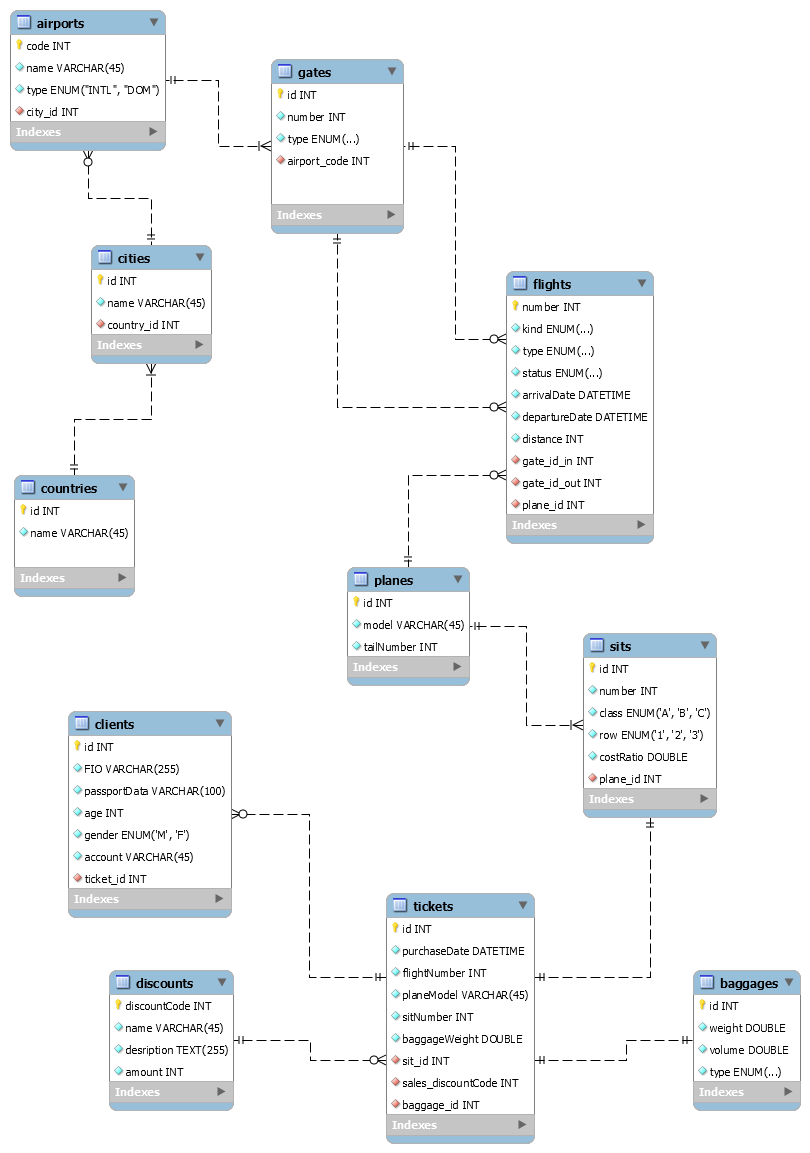 airports
code INT
name VARCHAR(45)
type ENUM("INTL", "DOM")
city_id INT
Indexes
gates
id INT
number INT
type ENUM(...)
airport_code INT
Indexes
cities
id INT
name VARCHAR(45)
country_id INT
Indexes
flights
number INT
kind ENUM(...)
type ENUM(...)
status ENUM(...)
arrivalDate DATETIME
departureDate DATETIME
distance INT
gate_id_in INT
gate_id_out INT
plane_id INT
Indexes
countries
id INT
name VARCHAR(45)
Indexes
planes
id INT
model VARCHAR(45)
tailNumber INT
Indexes
sits
id INT
number INT
class ENUM('A', 'B', 'C')
row ENUM('1', '2', '3')
costRatio DOUBLE
plane_id INT
Indexes
clients
id INT
FIO VARCHAR(255)
passportData VARCHAR(100)
age INT
gender ENUM('M', 'F')
account VARCHAR(45)
ticket_id INT
Indexes
tickets
id INT
purchaseDate DATETIME
flightNumber INT
planeModel VARCHAR(45)
sitNumber INT
baggageWeight DOUBLE
sit_id INT
sales_discountCode INT
baggage_id INT
Indexes
discounts
discountCode INT
name VARCHAR(45)
desription TEXT(255)
amount INT
Indexes
baggages
id INT
weight DOUBLE
volume DOUBLE
type ENUM(...)
Indexes